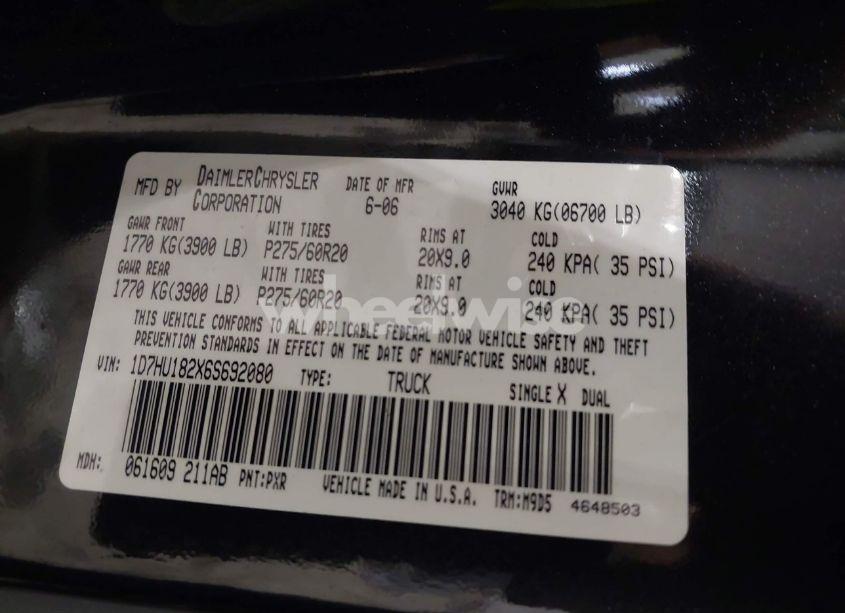 MFD BY DAIMLERCHRYSLER CORPORATION DATE OF MFR 6-06 GVWR 3040 KG(06700 LB)
GAWR FRONT WITH TIRES RIMS AT COLD
1770 KG(3900 LB) P275/60R20 20X9.0 240 KPA( 35 PSI)
GAWR REAR WITH TIRES RIMS AT COLD
1770 KG(3900 LB) P275/60R20 20X9.0 240 KPA( 35 PSI)
wheelwise
THIS VEHICLE CONFORMS TO ALL APPLICABLE FEDERAL MOTOR VEHICLE SAFETY AND THEFT
PREVENTION STANDARDS IN EFFECT ON THE DATE OF MANUFACTURE SHOWN ABOVE.
VIN: 1D7HU182X6S692080 TYPE: TRUCK SINGLE X DUAL
MDH: 061609 211AB PNT:PXR VEHICLE MADE IN U.S.A. TRM:M9D5 4648503